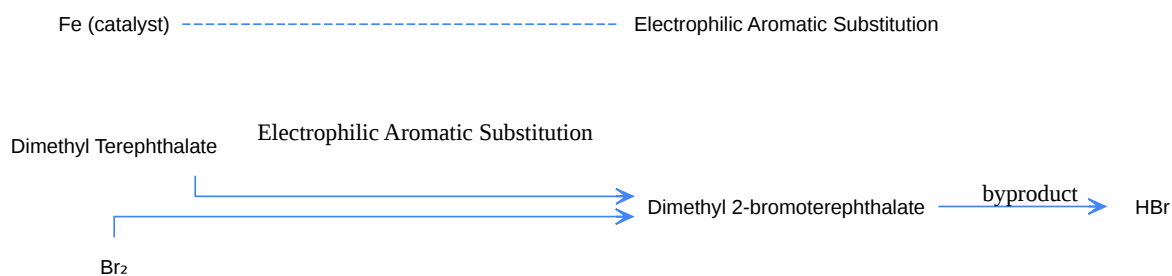 Fe (catalyst)
Electrophilic Aromatic Substitution
Electrophilic Aromatic Substitution
Dimethyl Terephthalate
byproduct
Dimethyl 2-bromoterephthalate
HBr
Br₂